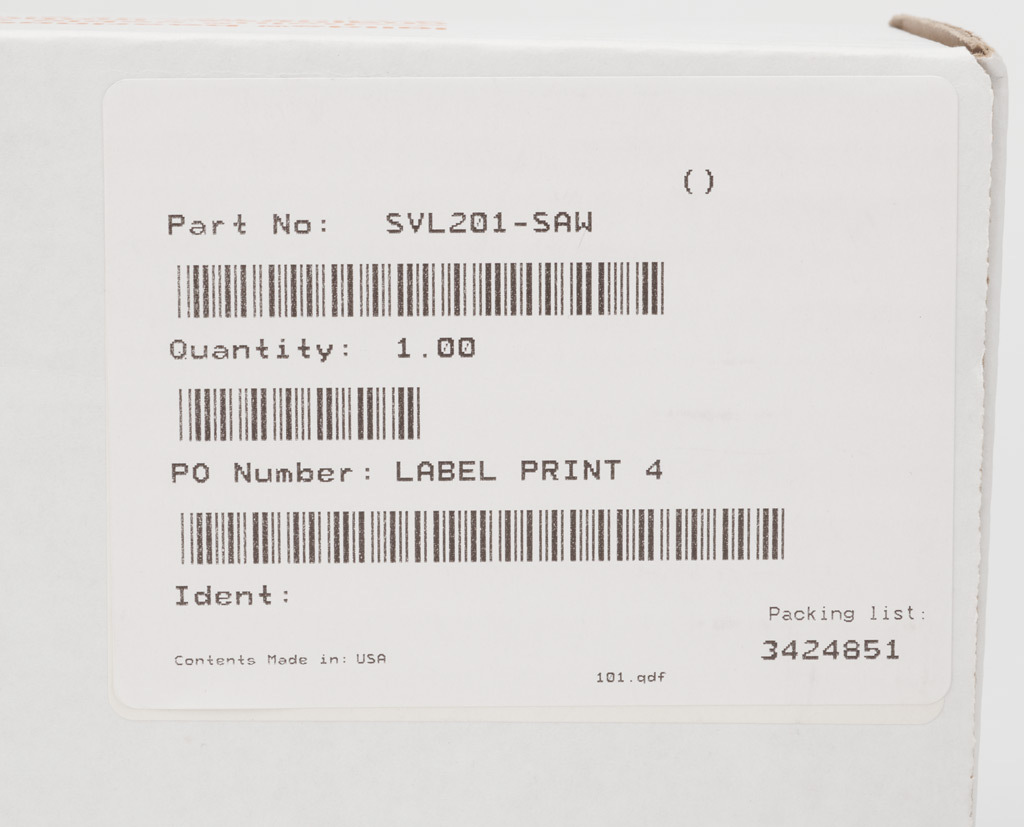 ()
Part No: SVL201-SAW
Quantity: 1.00
PO Number: LABEL PRINT 4
Ident:
Packing list:
3424851
Contents Made in: USA
101.qdf